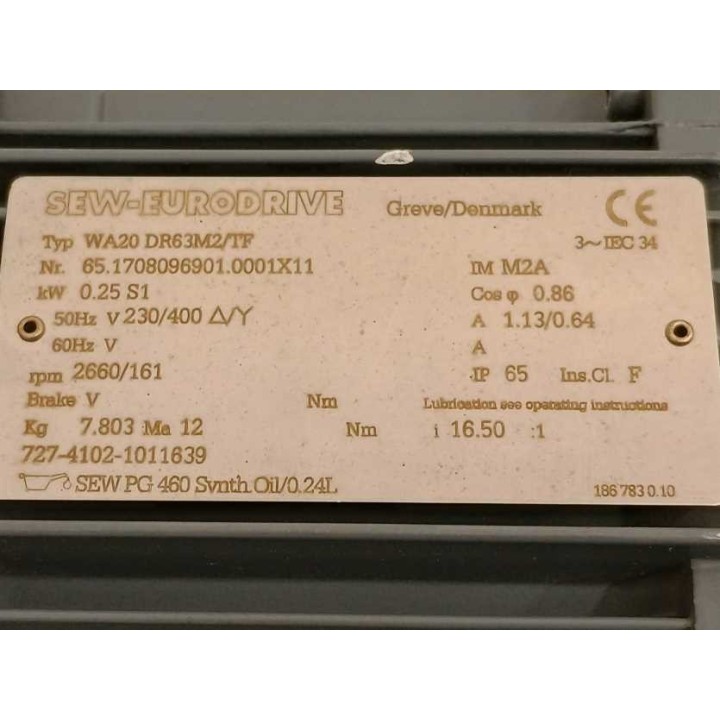 SEW-EURODRIVE Greve/Denmark CE
Typ WA20 DR63M2/TF 3~IEC 34
Nr. 65.1708096901.0001X11 IM M2A
kW 0.25 S1 Cos φ 0.86
50Hz V 230/400 Δ/Y A 1.13/0.64
60Hz V A
rpm 2660/161 IP 65 Ins.Cl. F
Brake V Nm Lubrication see operating instructions
Kg 7.803 Ma 12 Nm i 16.50 :1
727-4102-1011639
SEW PG 460 Synth. Oil/0.24L 186 783 0.10